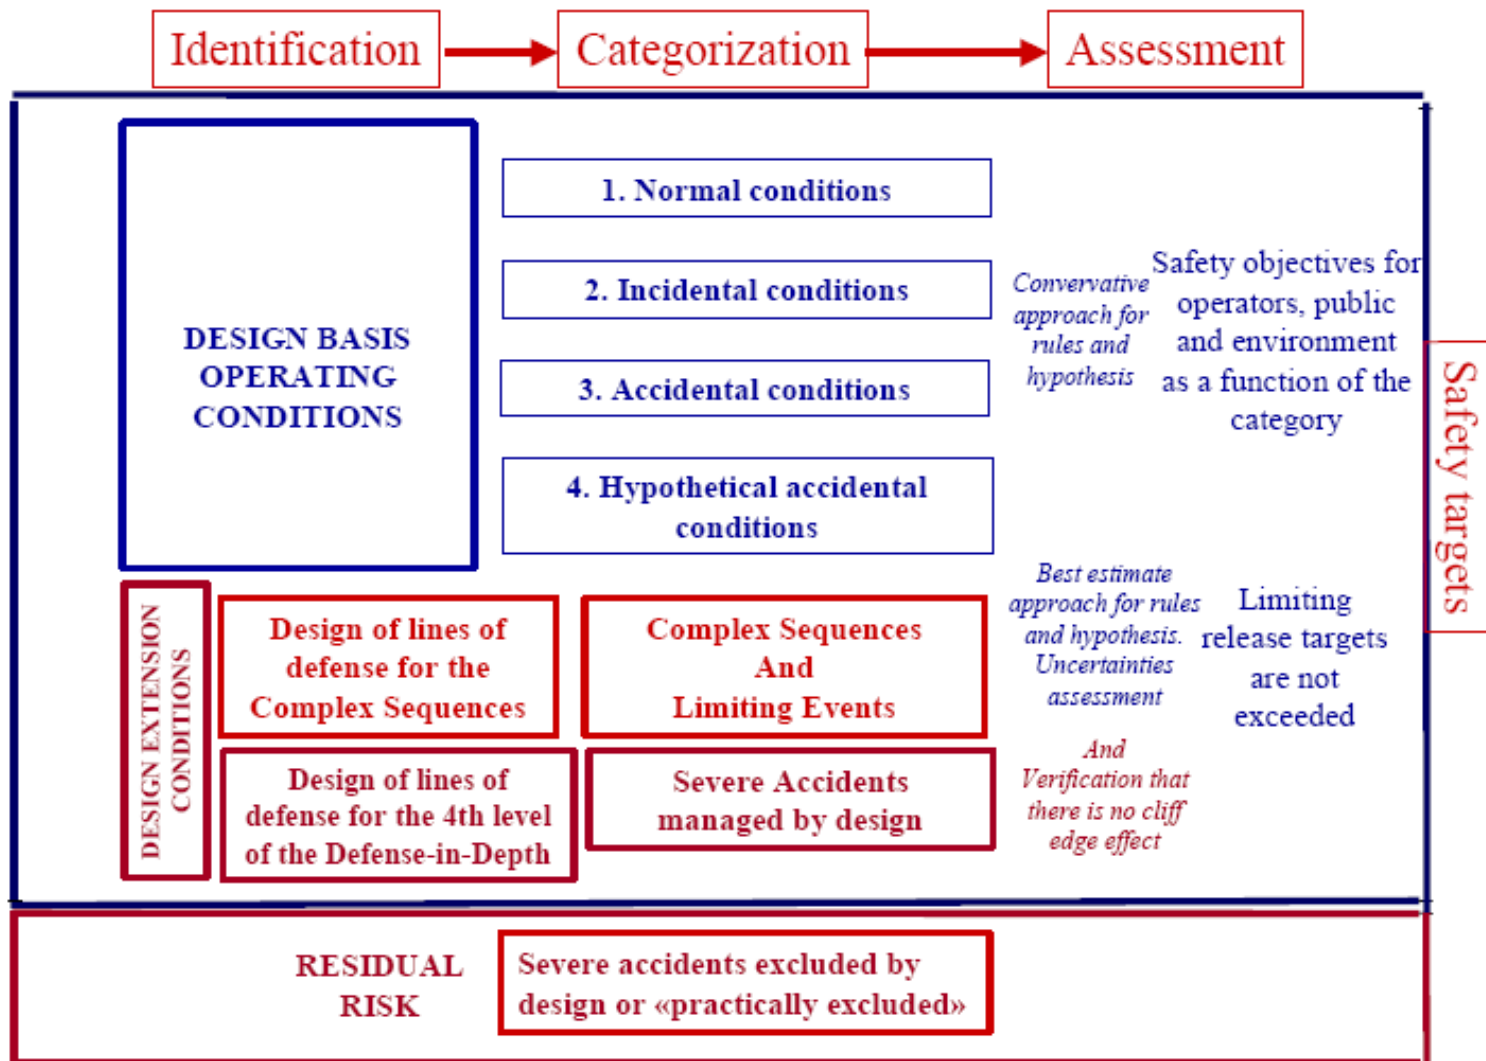 Identification
Categorization
Assessment
DESIGN BASIS
OPERATING
CONDITIONS
1. Normal conditions
2. Incidental conditions
3. Accidental conditions
4. Hypothetical accidental
conditions
Convervative
approach for
rules and
hypothesis
Safety objectives for
operators, public
and environment
as a function of the
category
Safety targets
DESIGN EXTENSION
CONDITIONS
Design of lines of
defense for the
Complex Sequences
Complex Sequences
And
Limiting Events
Best estimate
approach for rules
and hypothesis.
Uncertainties
assessment
Limiting
release targets
are not
exceeded
Design of lines of
defense for the 4th level
of the Defense-in-Depth
Severe Accidents
managed by design
And
Verification that
there is no cliff
edge effect
RESIDUAL
RISK
Severe accidents excluded by
design or «practically excluded»